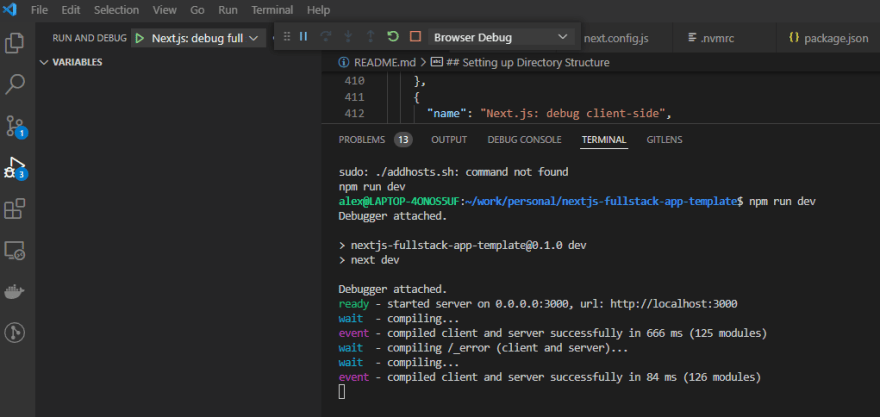 File Edit Selection View Go Run Terminal Help
RUN AND DEBUG Next.js: debug full
Browser Debug
next.config.js .nvmrc {} package.json
VARIABLES
README.md > ## Setting up Directory Structure
410 },
411 {
412 "name": "Next.js: debug client-side",
PROBLEMS 13 OUTPUT DEBUG CONSOLE TERMINAL GITLENS
1
3
sudo: ./addhosts.sh: command not found
npm run dev
alex@LAPTOP-4ONOS5UF:~/work/personal/nextjs-fullstack-app-template$ npm run dev
Debugger attached.
> nextjs-fullstack-app-template@0.1.0 dev
> next dev
Debugger attached.
ready - started server on 0.0.0.0:3000, url: http://localhost:3000
wait - compiling...
event - compiled client and server successfully in 666 ms (125 modules)
wait - compiling /_error (client and server)...
wait - compiling...
event - compiled client and server successfully in 84 ms (126 modules)